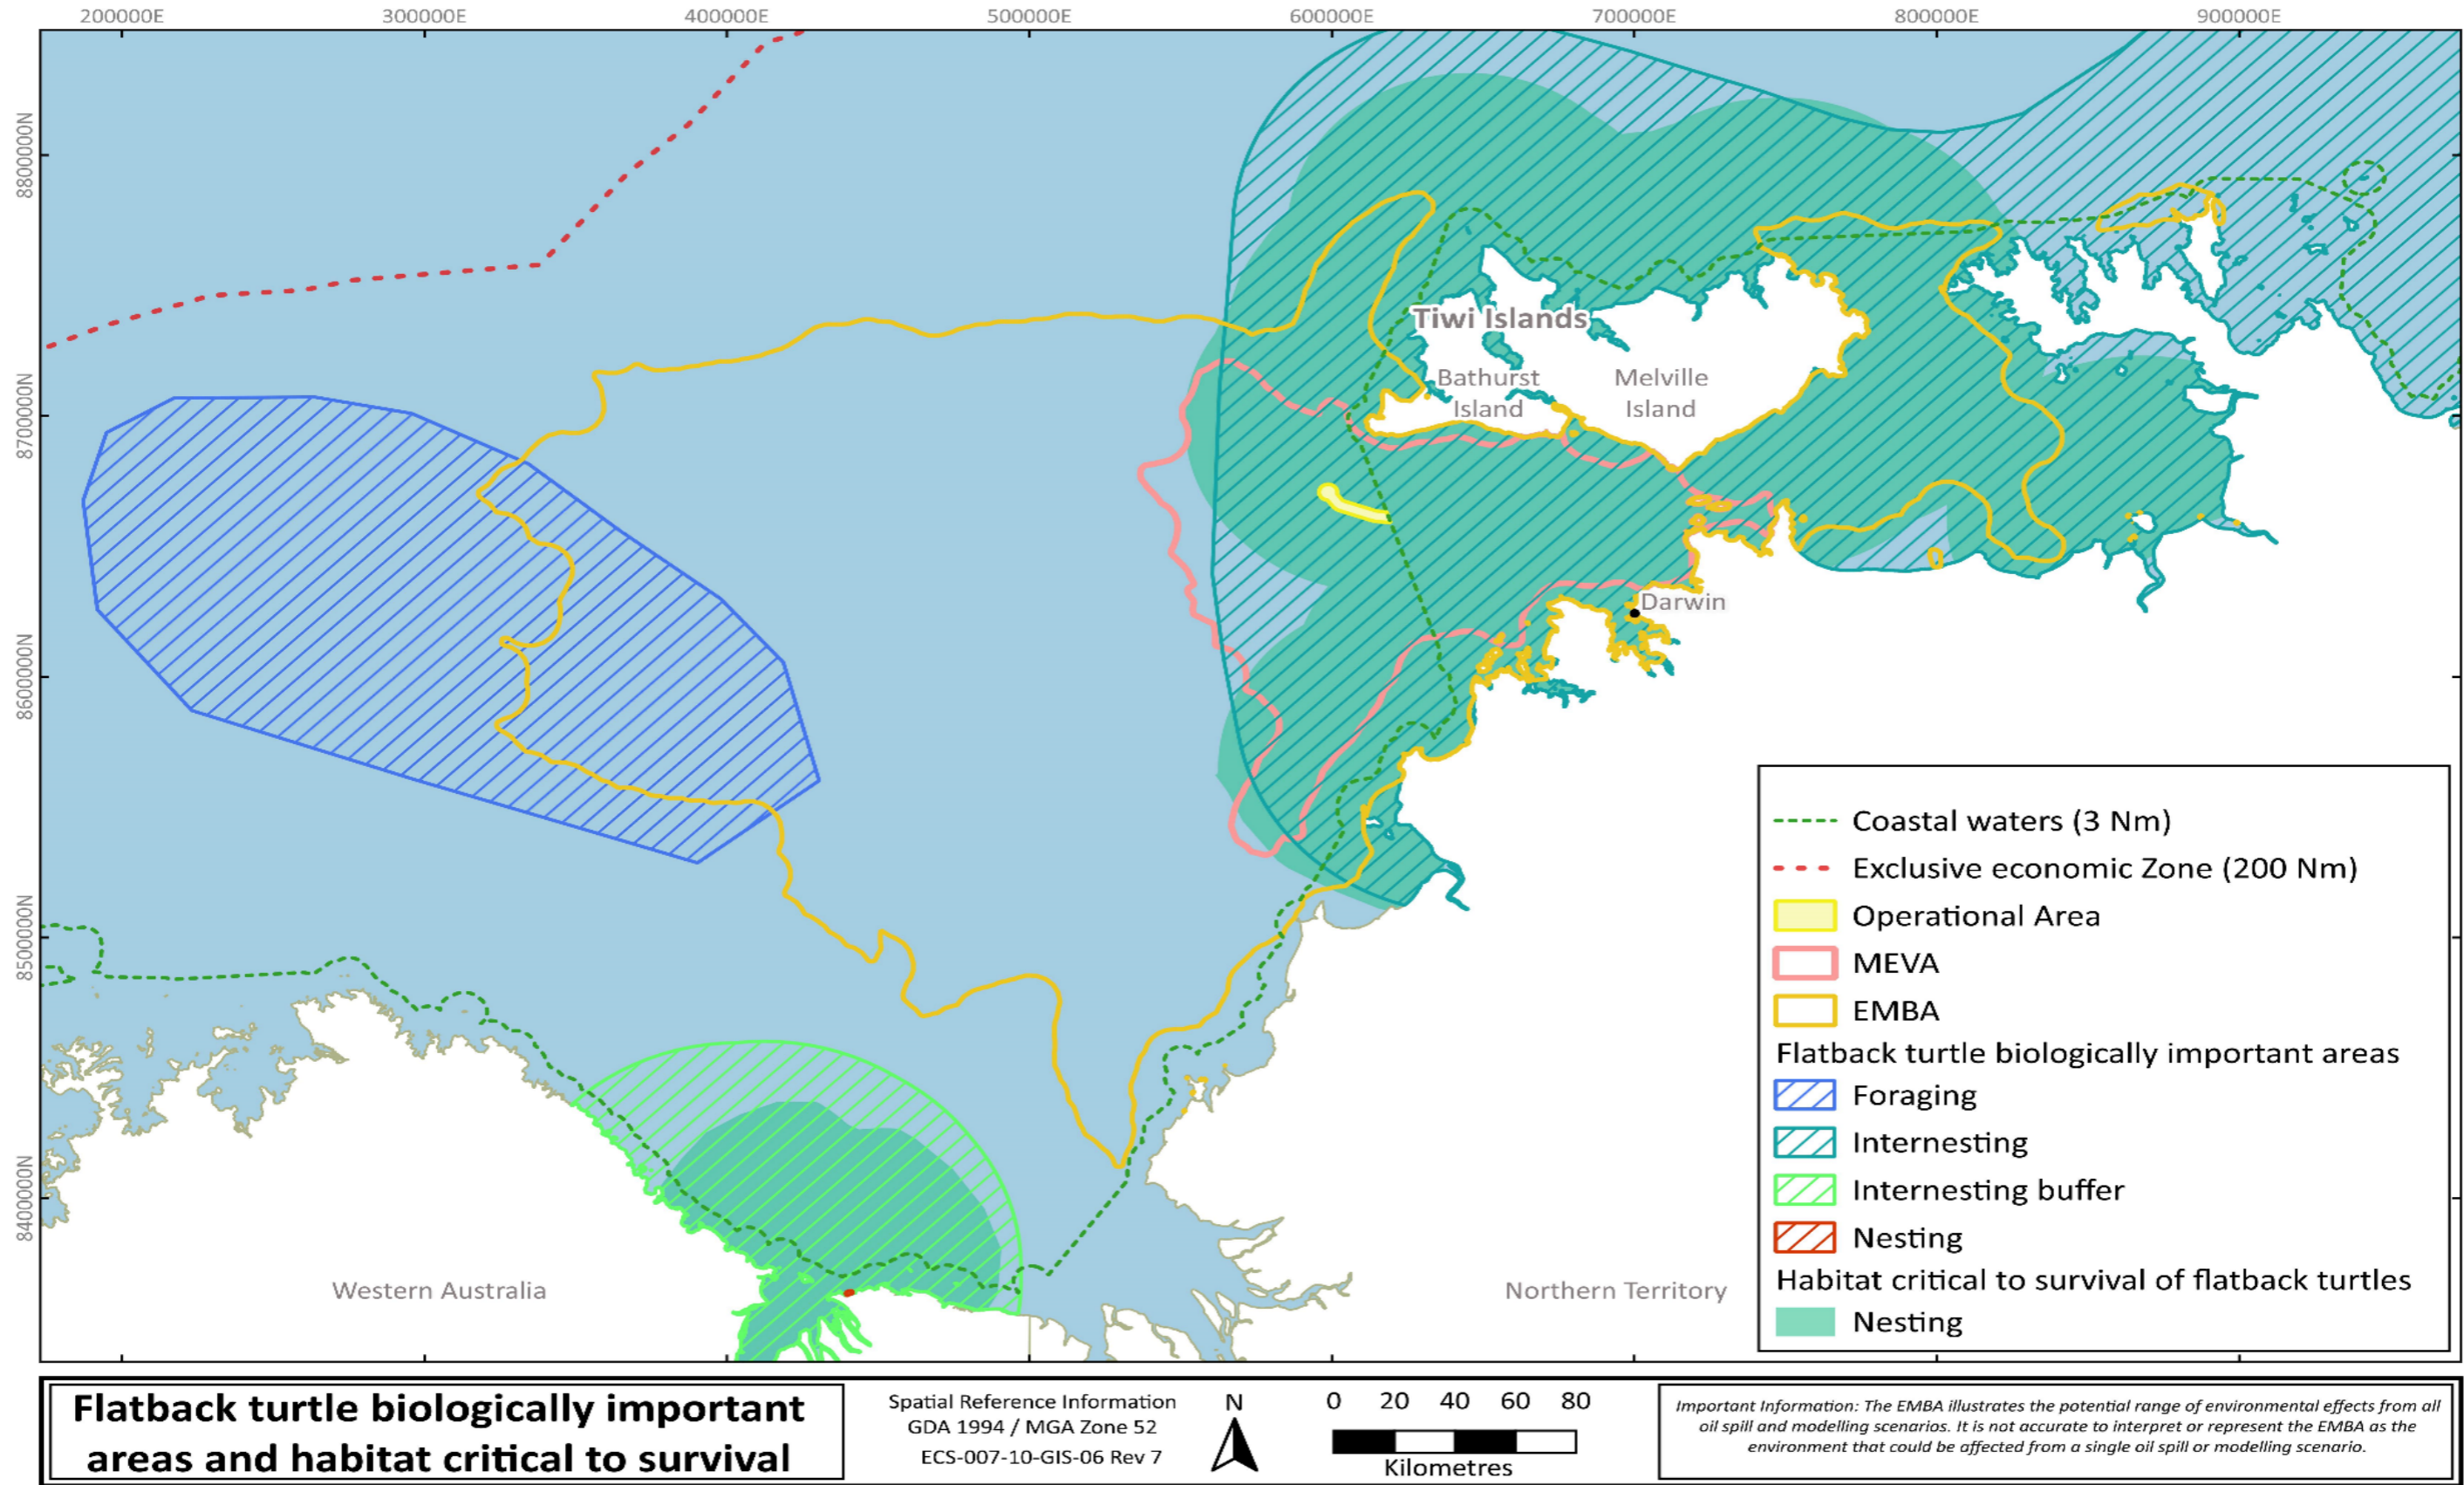 200000E 300000E 400000E 500000E 600000E 700000E 800000E 900000E
8800000N
8700000N
8600000N
8500000N
8400000N
Tiwi Islands
Bathurst
Island
Melville
Island
Darwin
Western Australia
Northern Territory
Coastal waters (3 Nm)
Exclusive economic Zone (200 Nm)
Operational Area
MEVA
EMBA
Flatback turtle biologically important areas
Foraging
Internesting
Internesting buffer
Nesting
Habitat critical to survival of flatback turtles
Nesting
Flatback turtle biologically important
areas and habitat critical to survival
Spatial Reference Information
GDA 1994 / MGA Zone 52
ECS-007-10-GIS-06 Rev 7
N
0 20 40 60 80
Kilometres
Important Information: The EMBA illustrates the potential range of environmental effects from all
oil spill and modelling scenarios. It is not accurate to interpret or represent the EMBA as the
environment that could be affected from a single oil spill or modelling scenario.